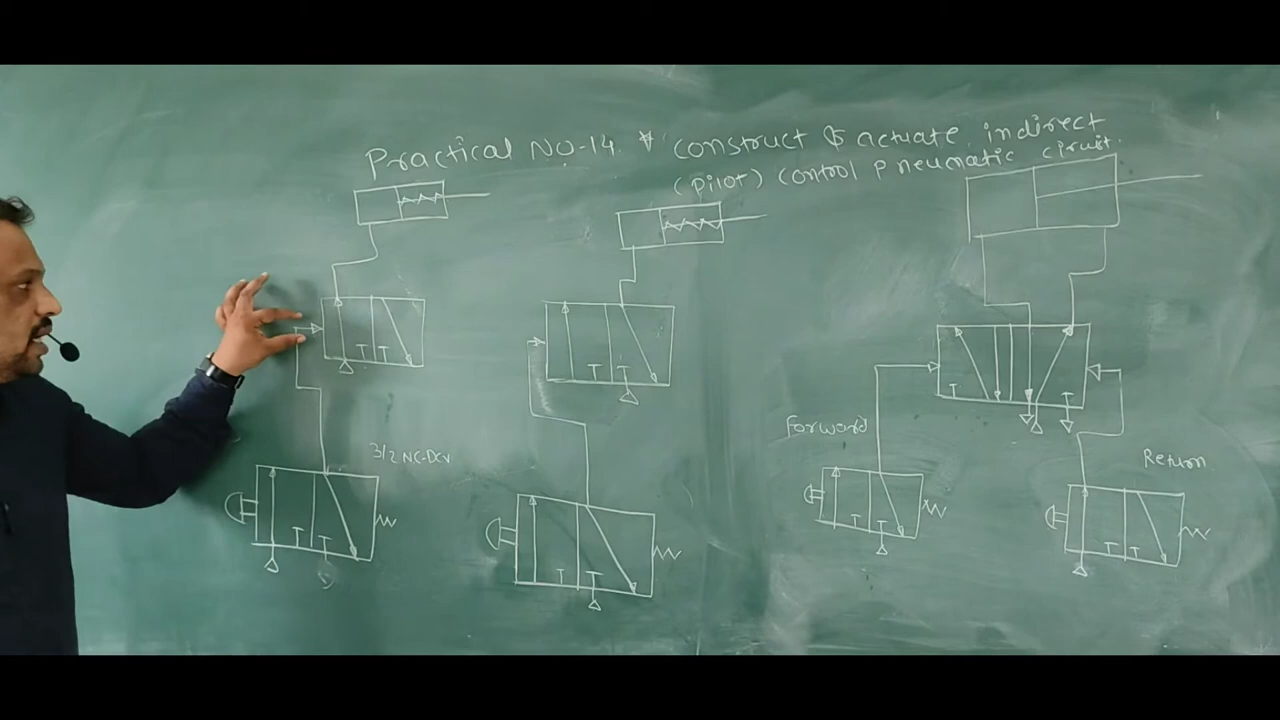 Practical No-14. * construct & actuate indirect
(pilot) control pneumatic circuit.
3/2 NC-DCV
forward
Return